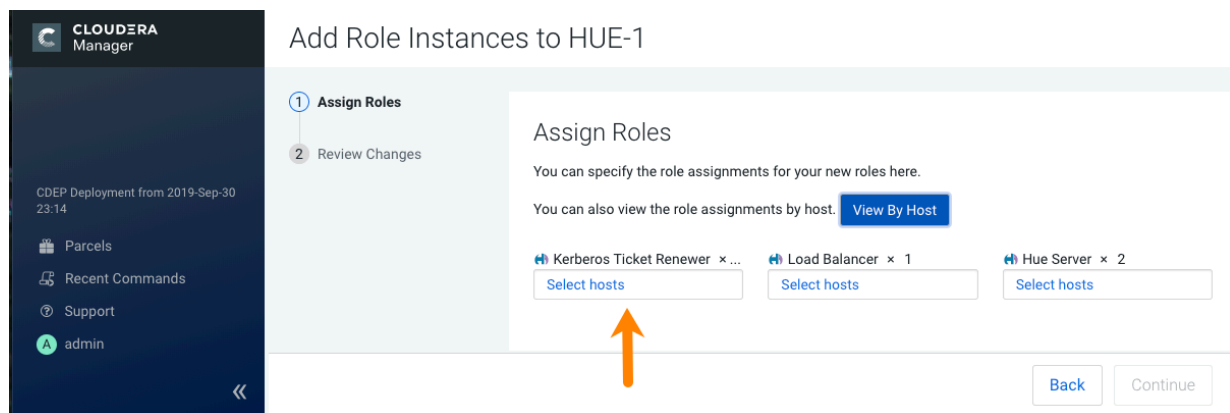 CLOUDERA
Manager
Add Role Instances to HUE-1
1 Assign Roles
2 Review Changes
CDEP Deployment from 2019-Sep-30
23:14
Parcels
Recent Commands
Support
A admin
Assign Roles
You can specify the role assignments for your new roles here.
You can also view the role assignments by host. View By Host
Kerberos Ticket Renewer × ... Load Balancer × 1 Hue Server × 2
Select hosts Select hosts Select hosts
Back Continue